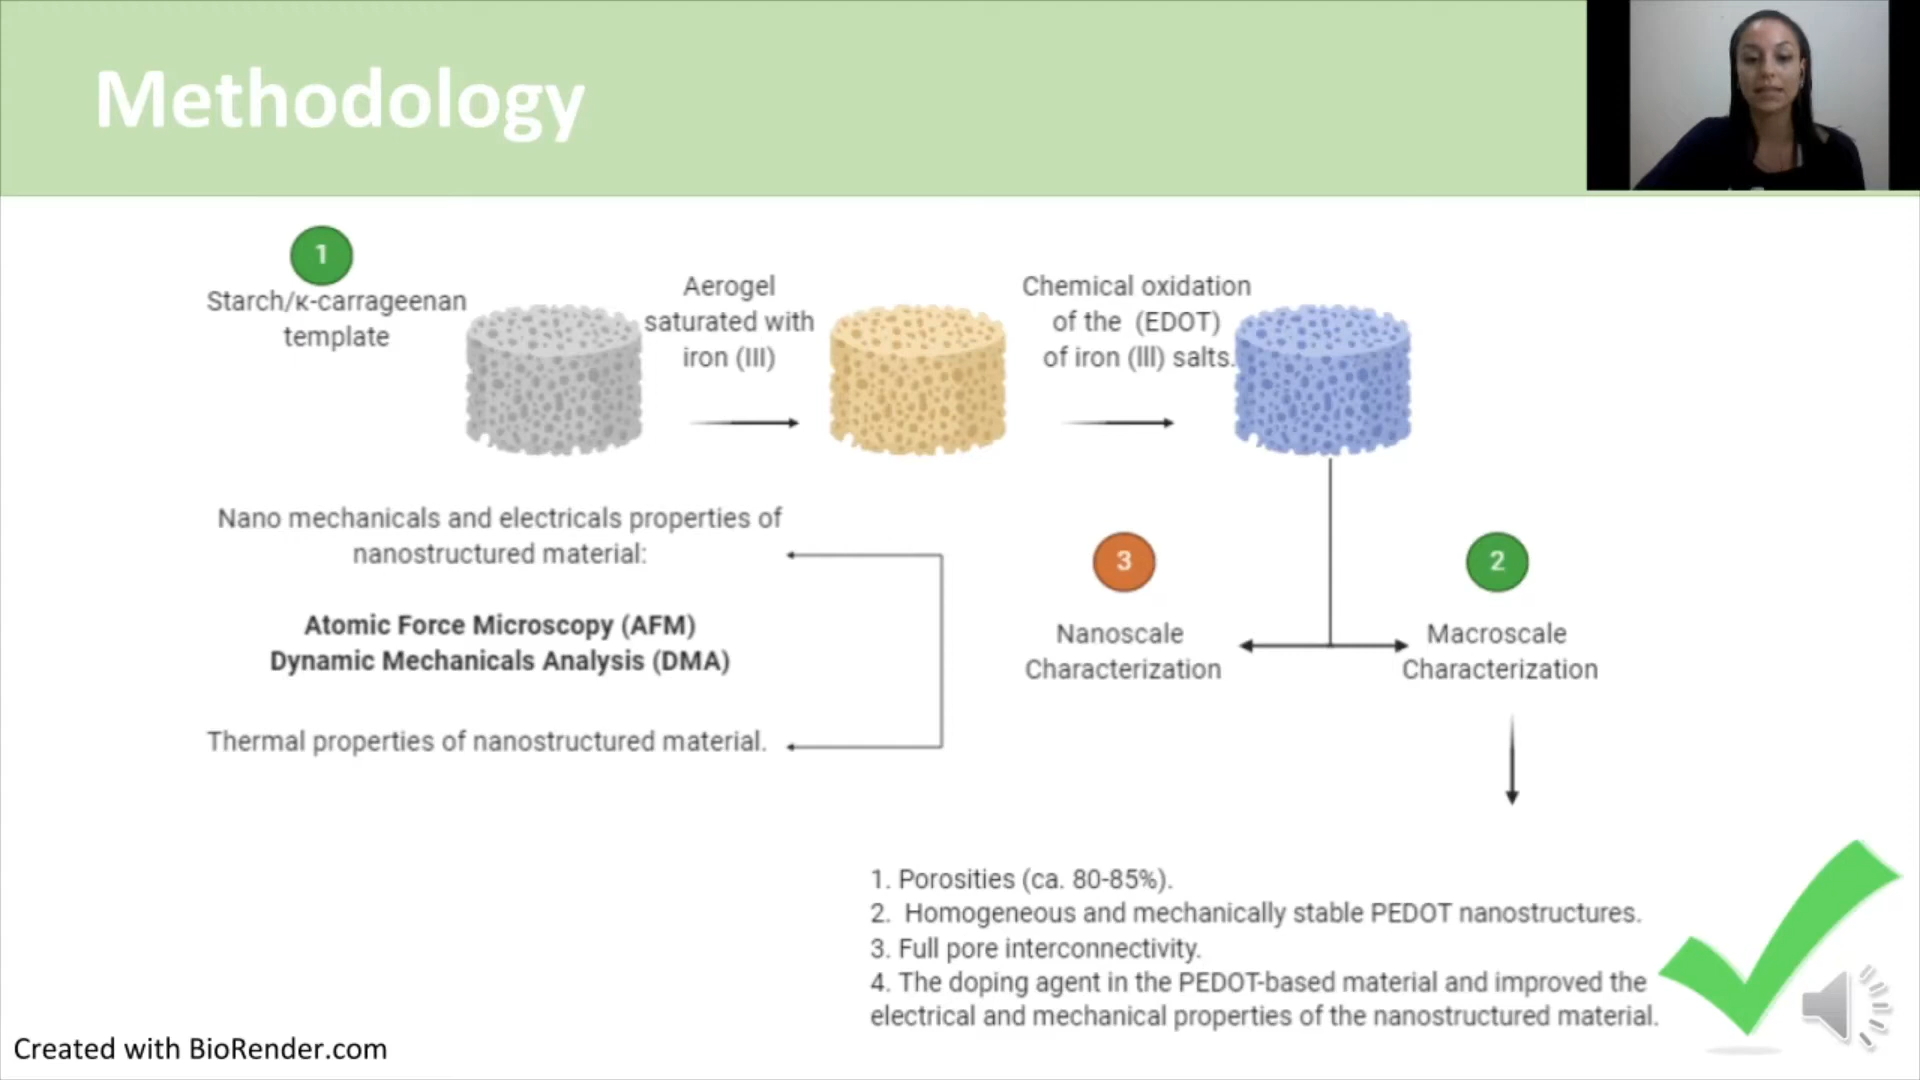 Methodology
1
Starch/κ-carrageenan
template
Aerogel
saturated with
iron (III)
Chemical oxidation
of the (EDOT)
of iron (lll) salts.
Nano mechanicals and electricals properties of
nanostructured material:
Atomic Force Microscopy (AFM)
Dynamic Mechanicals Analysis (DMA)
Thermal properties of nanostructured material.
3
Nanoscale
Characterization
2
Macroscale
Characterization
1. Porosities (ca. 80-85%).
2. Homogeneous and mechanically stable PEDOT nanostructures.
3. Full pore interconnectivity.
4. The doping agent in the PEDOT-based material and improved the
electrical and mechanical properties of the nanostructured material.
Created with BioRender.com